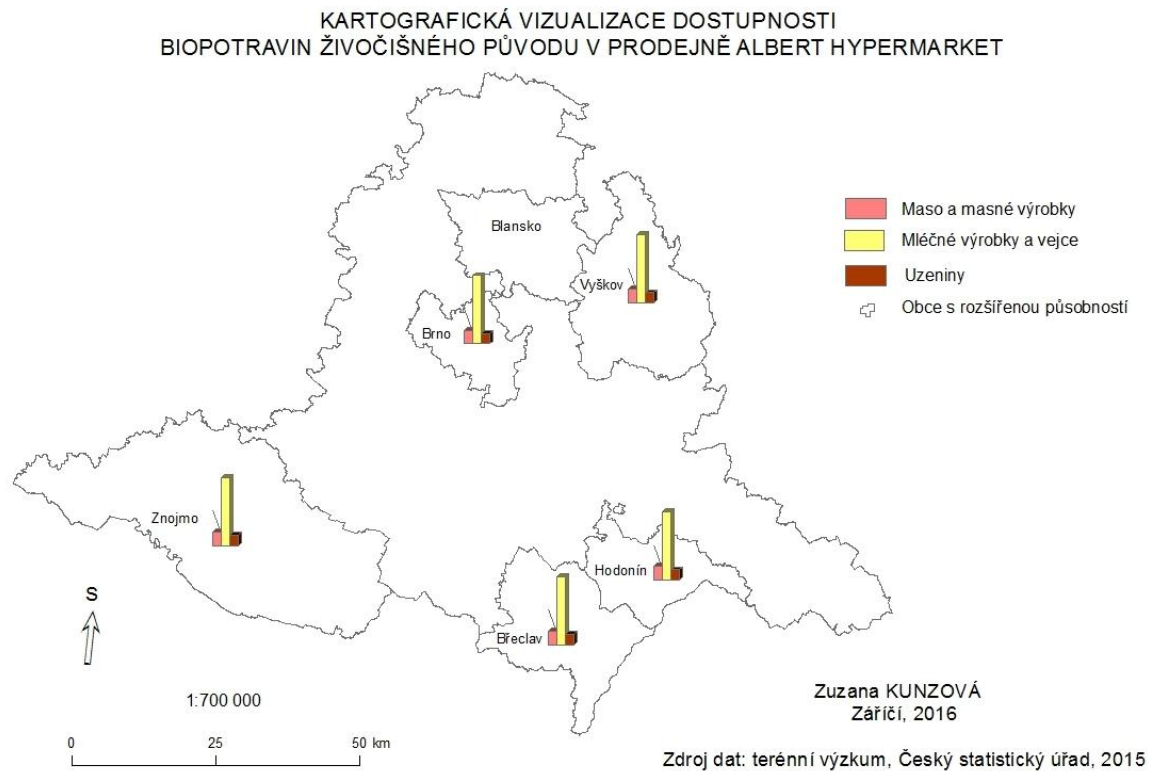 KARTOGRAFICKÁ VIZUALIZACE DOSTUPNOSTI
BIOPOTRAVIN ŽIVOČIŠNÉHO PŮVODU V PRODEJNĚ ALBERT HYPERMARKET
Blansko
Vyškov
Brno
Znojmo
Hodonín
Břeclav
Maso a masné výrobky
Mléčné výrobky a vejce
Uzeniny
Obce s rozšířenou působností
S
1:700 000
0 25 50 km
Zuzana KUNZOVÁ
Záříčí, 2016
Zdroj dat: terénní výzkum, Český statistický úřad, 2015